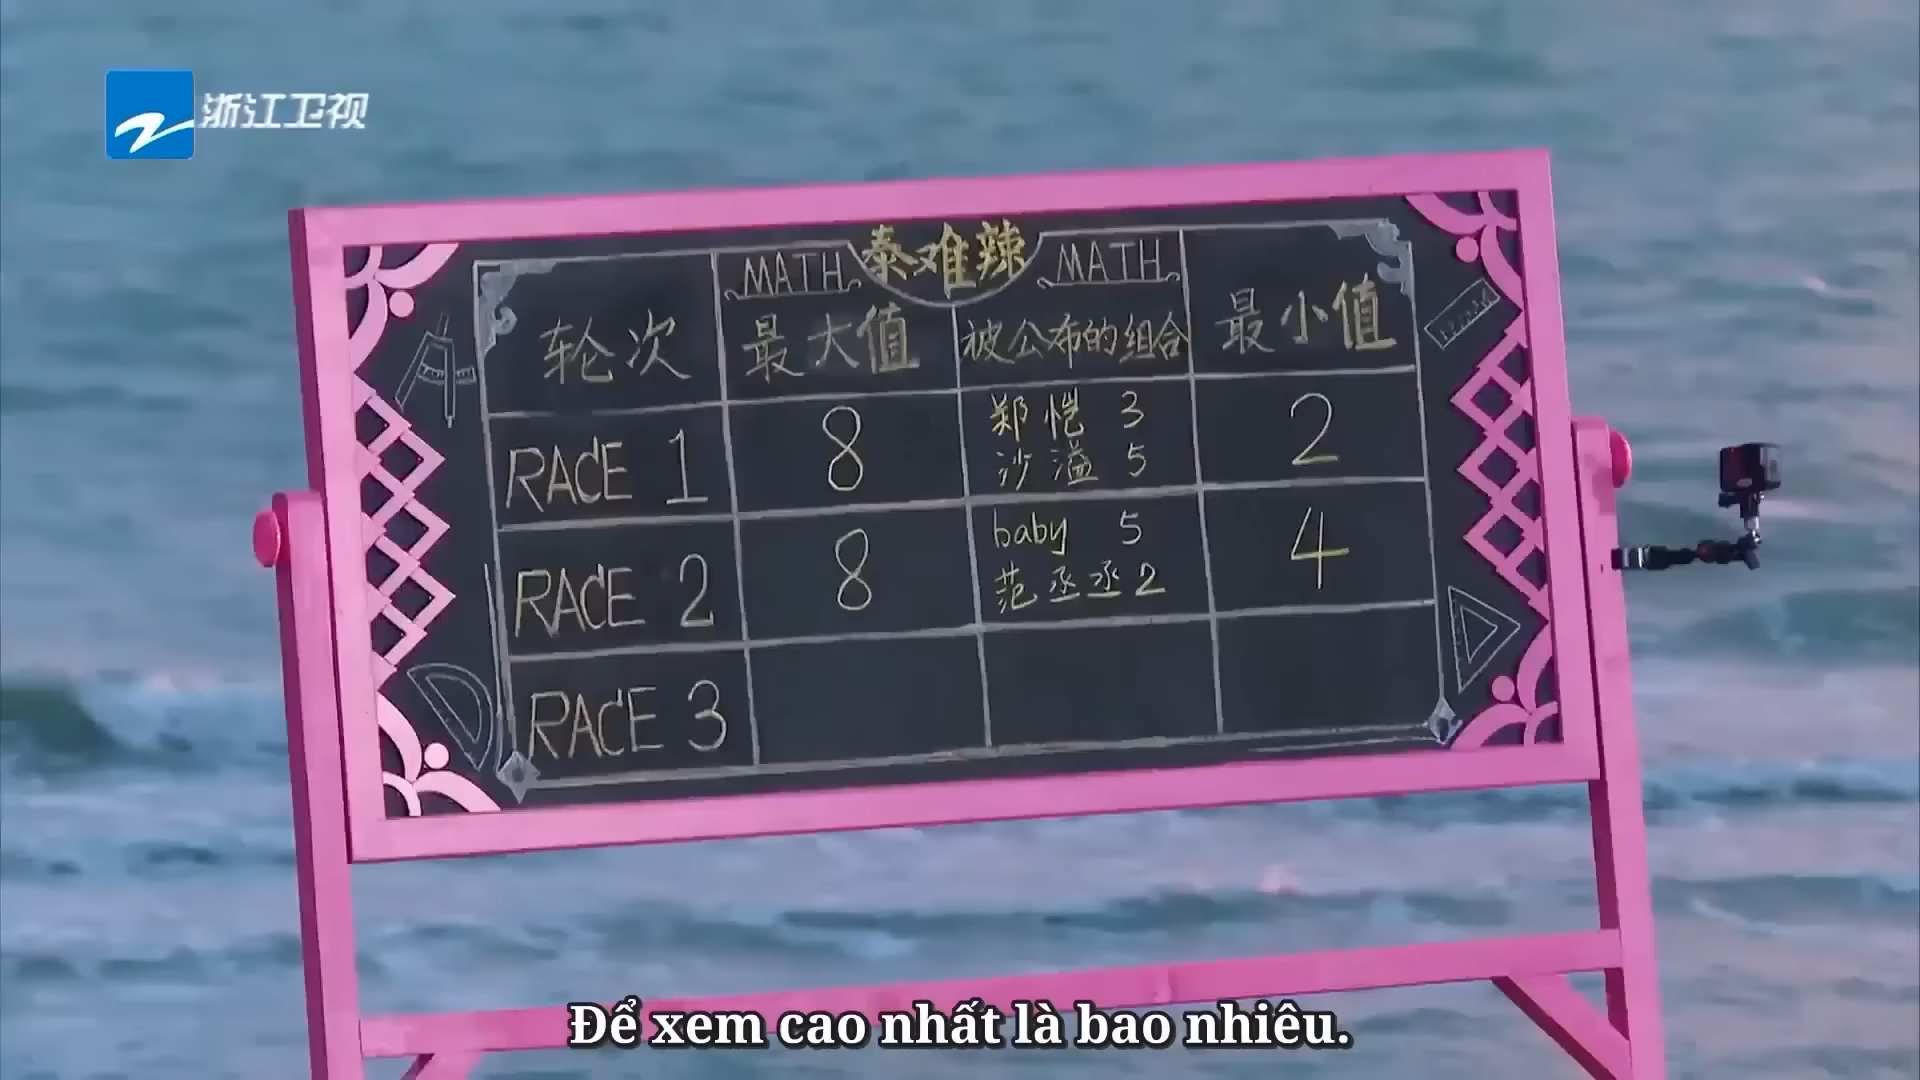 浙江卫视
MATH 泰难辣 MATH
轮次 最大值 被公布的组合 最小值
RACE 1 8 郑恺 3 2
沙溢 5
RACE 2 8 baby 5 4
范丞丞 2
RACE 3
Để xem cao nhất là bao nhiêu.